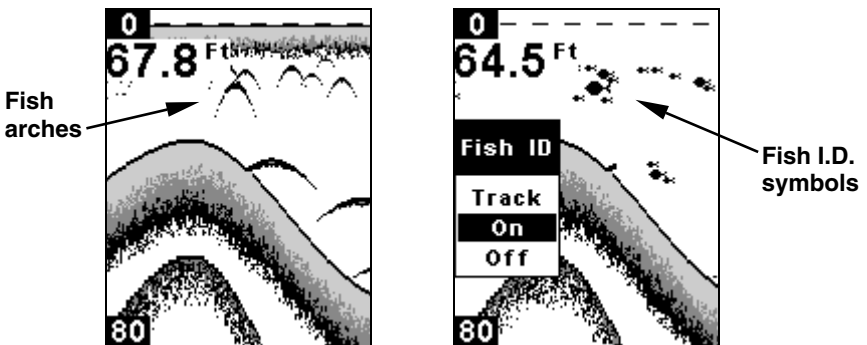 0
67.8 Ft
Fish
arches
80
0
64.5 Ft
Fish ID
Track
On
Off
80
Fish I.D.
symbols